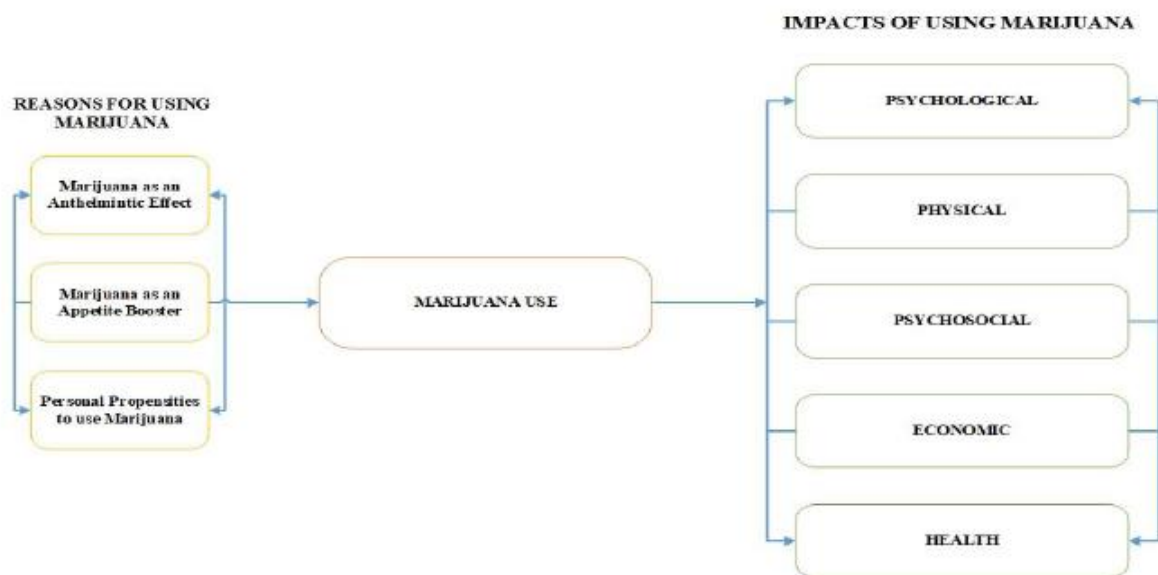 IMPACTS OF USING MARIJUANA
REASONS FOR USING
MARIJUANA
Marijuana as an
Anthelmintic Effect
Marijuana as an
Appetite Booster
Personal Propensities
to use Marijuana
MARIJUANA USE
PSYCHOLOGICAL
PHYSICAL
PSYCHOSOCIAL
ECONOMIC
HEALTH